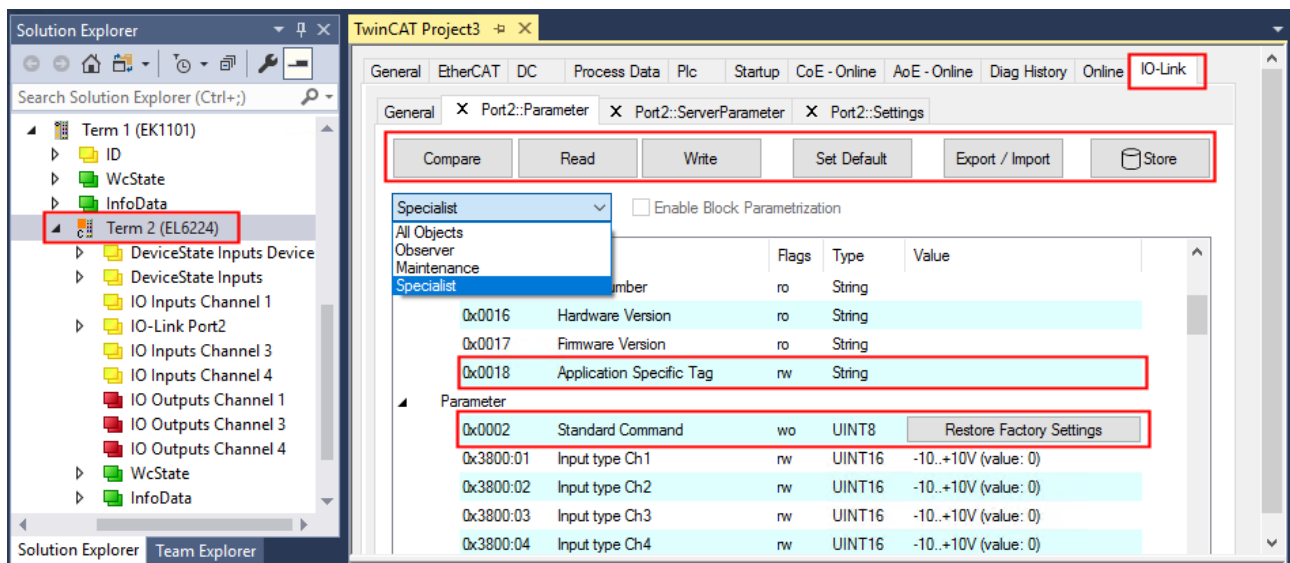 Solution Explorer
Search Solution Explorer (Ctrl+;)
Term 1 (EK1101)
ID
WcState
InfoData
Term 2 (EL6224)
DeviceState Inputs Device
DeviceState Inputs
IO Inputs Channel 1
IO-Link Port2
IO Inputs Channel 3
IO Inputs Channel 4
IO Outputs Channel 1
IO Outputs Channel 3
IO Outputs Channel 4
WcState
InfoData
Solution Explorer Team Explorer
TwinCAT Project3
General EtherCAT DC Process Data Plc Startup CoE - Online AoE - Online Diag History Online IO-Link
General X Port2::Parameter X Port2::ServerParameter X Port2::Settings
Compare Read Write Set Default Export / Import Store
Specialist Enable Block Parametrization
All Objects
Observer
Maintenance
Specialist
Flags Type Value
ro String
0x0016 Hardware Version ro String
0x0017 Firmware Version ro String
0x0018 Application Specific Tag rw String
Parameter
0x0002 Standard Command wo UINT8 Restore Factory Settings
0x3800:01 Input type Ch1 rw UINT16 -10..+10V (value: 0)
0x3800:02 Input type Ch2 rw UINT16 -10..+10V (value: 0)
0x3800:03 Input type Ch3 rw UINT16 -10..+10V (value: 0)
0x3800:04 Input type Ch4 rw UINT16 -10..+10V (value: 0)